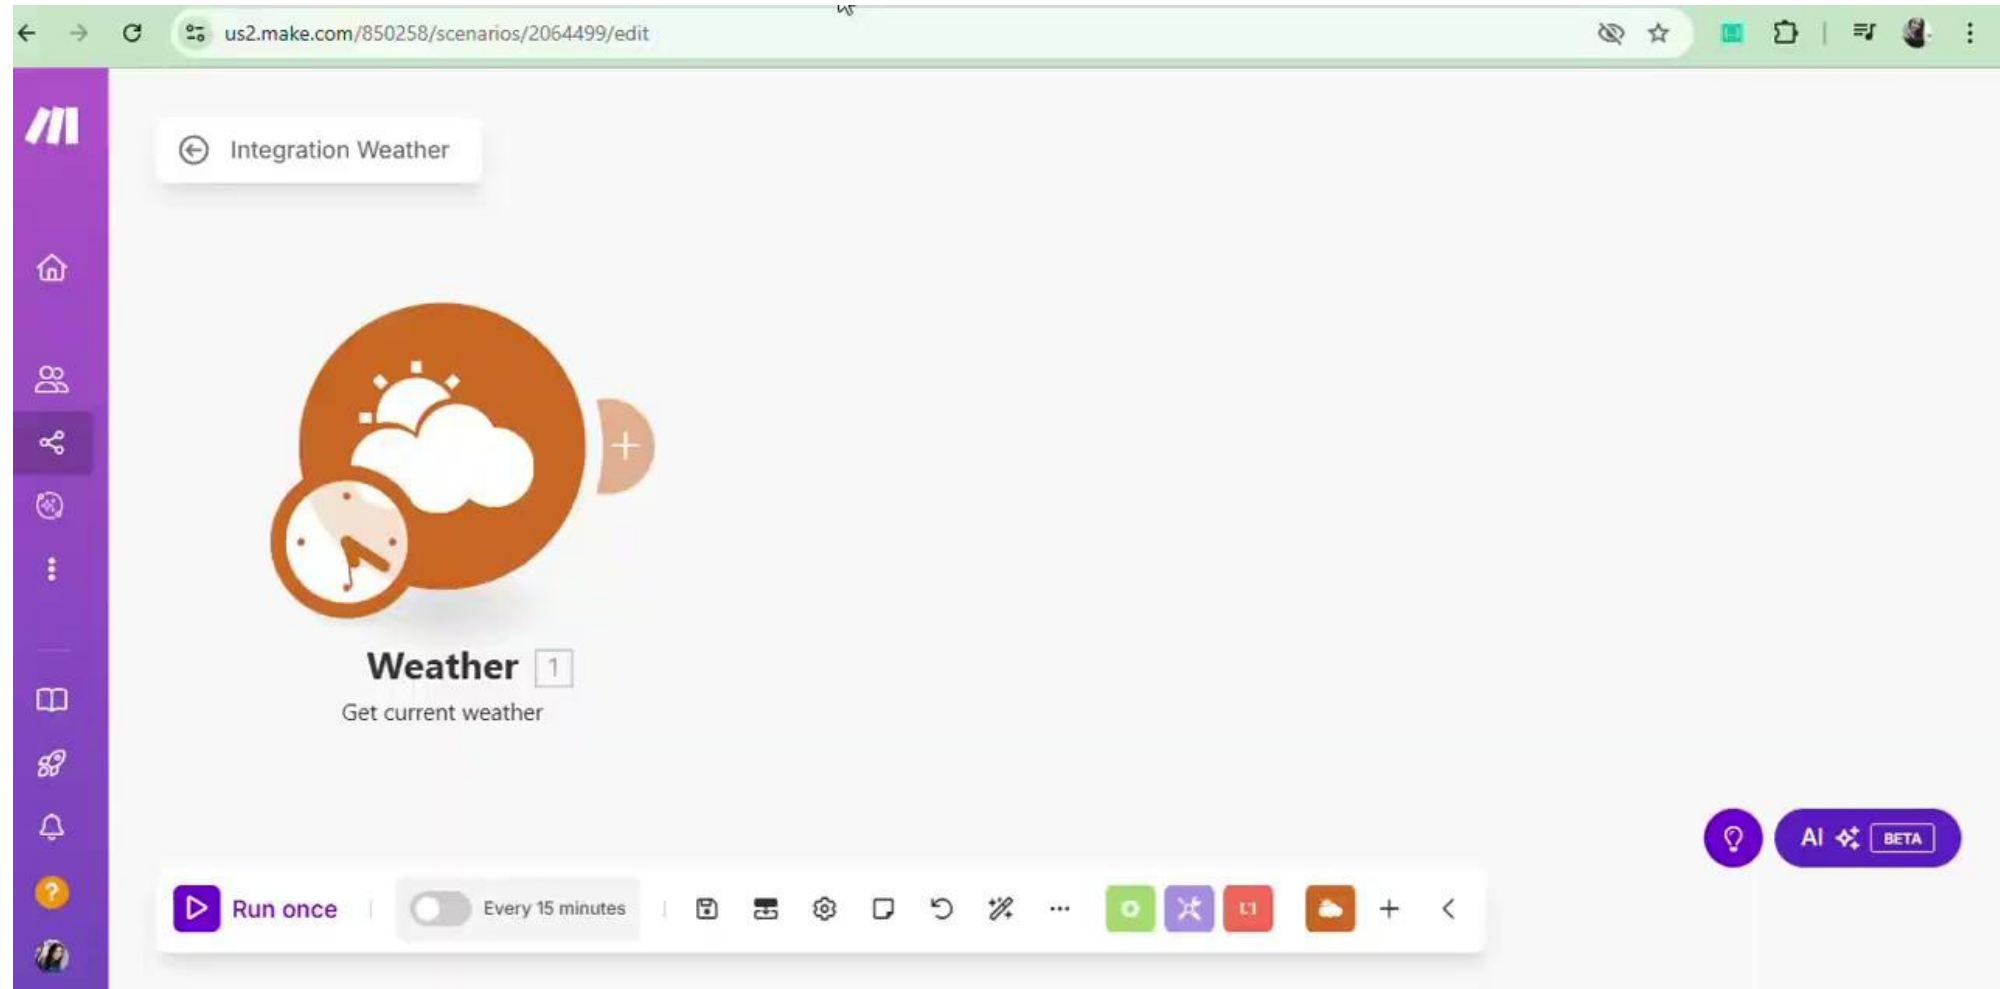 us2.make.com/850258/scenarios/2064499/edit
Integration Weather
Weather 1
Get current weather
AI BETA
?
Run once
Every 15 minutes